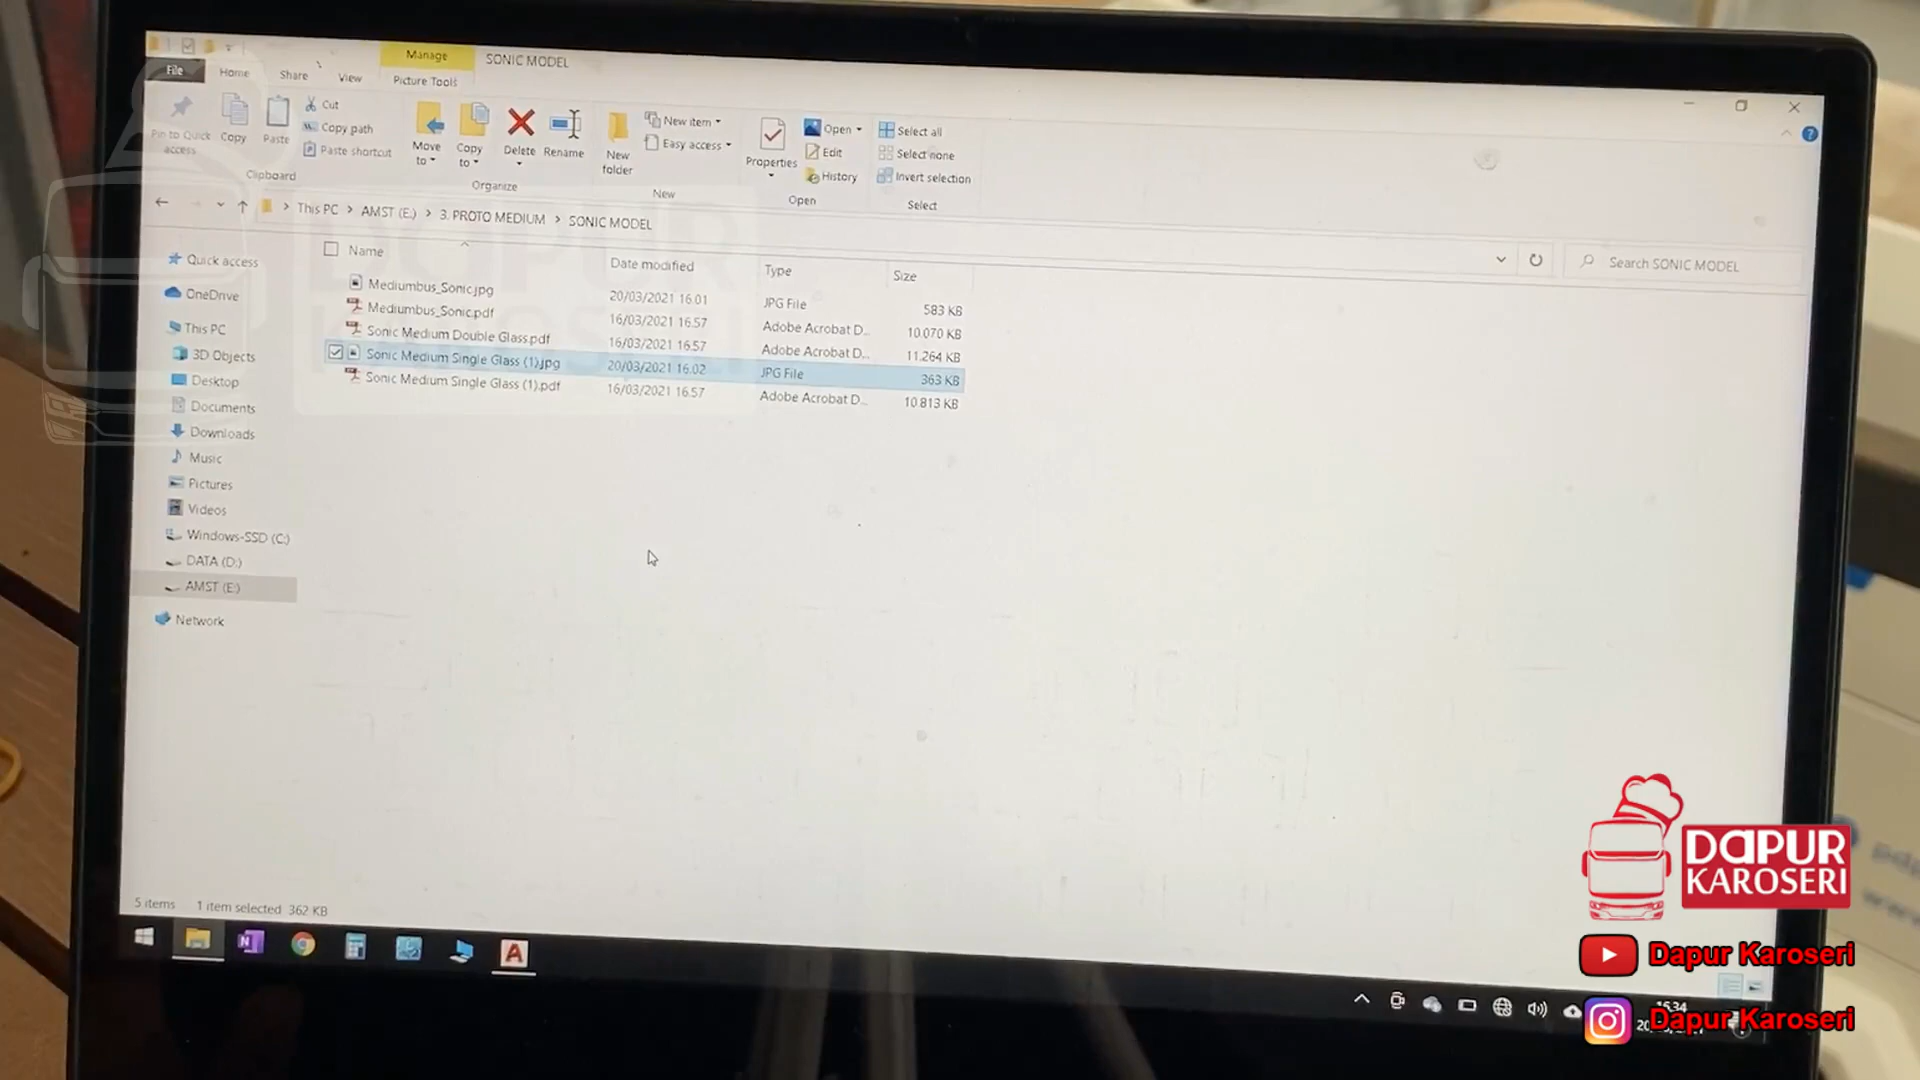 Manage
SONIC MODEL
File
Home
Share
View
Picture Tools
Pin to Quick access
Copy
Paste
Cut
Copy path
Paste shortcut
Clipboard
Move to
Copy to
Delete
Rename
Organize
New folder
New item
Easy access
New
Properties
Open
Edit
History
Open
Select all
Select none
Invert selection
Select
This PC > AMST (E:) > 3. PROTO MEDIUM > SONIC MODEL
Search SONIC MODEL
Name Date modified Type Size
Mediumbus_Sonic.jpg 20/03/2021 16.01 JPG File 583 KB
Mediumbus_Sonic.pdf 16/03/2021 16.57 Adobe Acrobat D... 10.070 KB
Sonic Medium Double Glass.pdf 16/03/2021 16.57 Adobe Acrobat D... 11.264 KB
Sonic Medium Single Glass (1).jpg 20/03/2021 16.02 JPG File 363 KB
Sonic Medium Single Glass (1).pdf 16/03/2021 16.57 Adobe Acrobat D... 10.813 KB
Quick access
OneDrive
This PC
3D Objects
Desktop
Documents
Downloads
Music
Pictures
Videos
Windows-SSD (C:)
DATA (D:)
AMST (E:)
Network
5 items 1 item selected 362 KB
DAPUR
KAROSERI
Dapur Karoseri
Dapur Karoseri